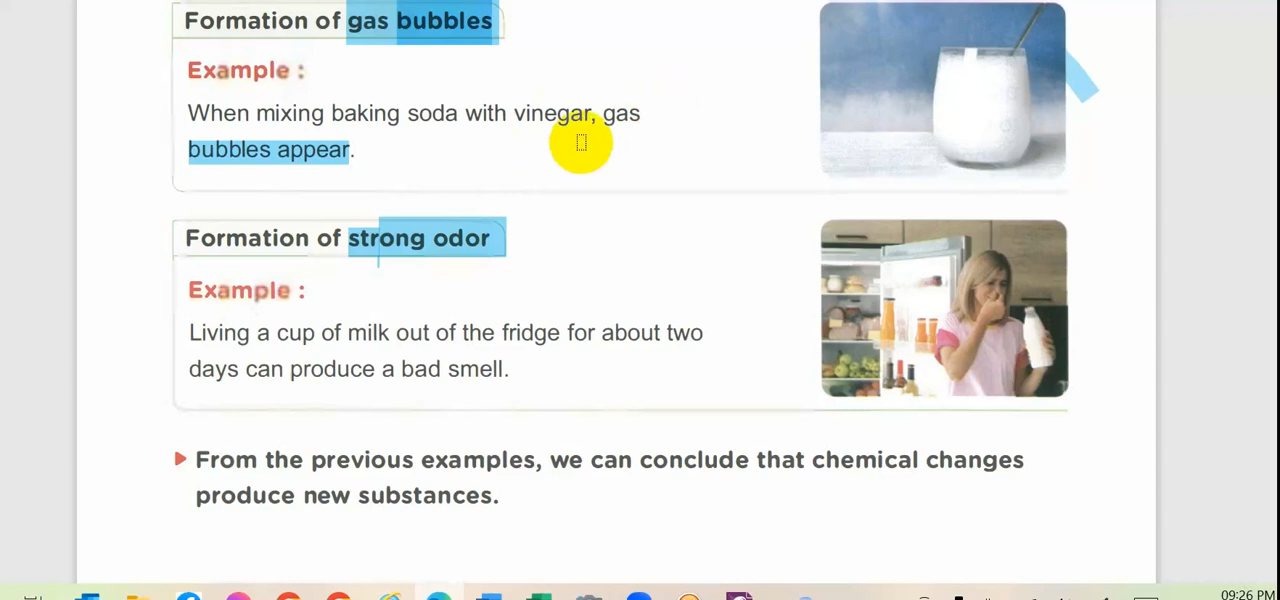 Formation of gas bubbles
Example :
When mixing baking soda with vinegar, gas
bubbles appear.
Formation of strong odor
Example :
Living a cup of milk out of the fridge for about two
days can produce a bad smell.
From the previous examples, we can conclude that chemical changes
produce new substances.
09:26 PM